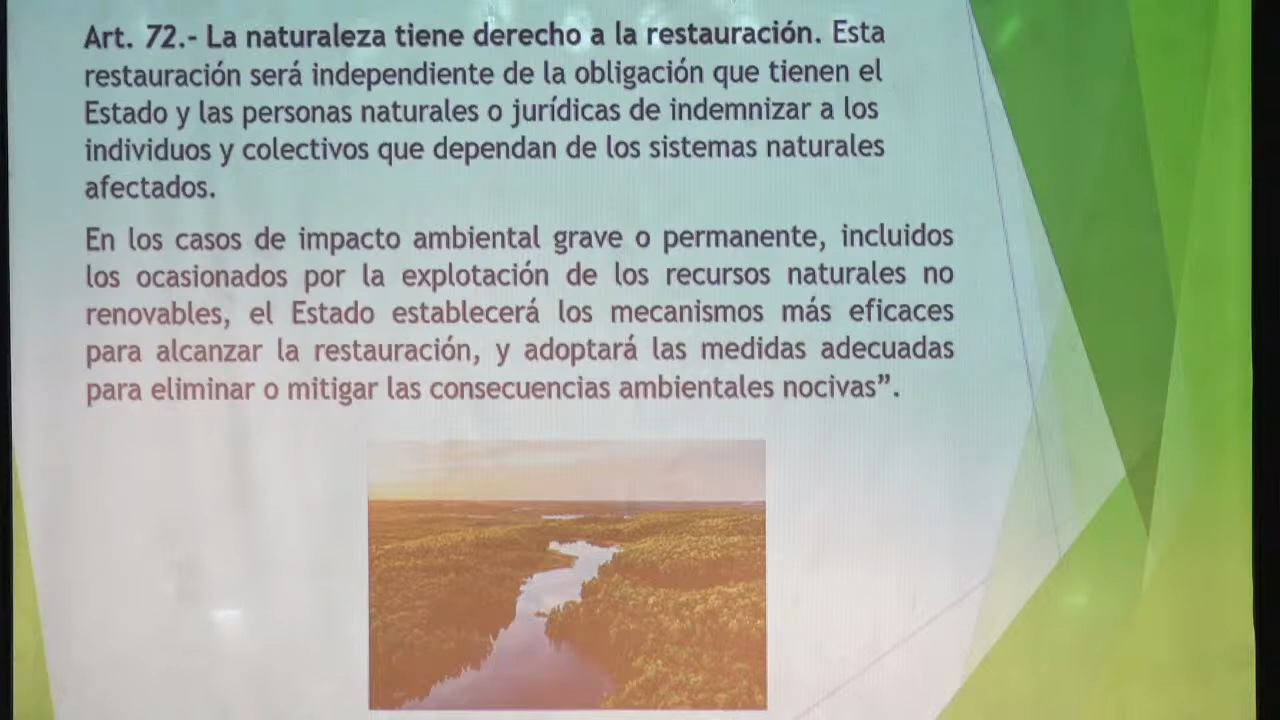 Art. 72.- La naturaleza tiene derecho a la restauración. Esta
restauración será independiente de la obligación que tienen el
Estado y las personas naturales o jurídicas de indemnizar a los
individuos y colectivos que dependan de los sistemas naturales
afectados.
En los casos de impacto ambiental grave o permanente, incluidos
los ocasionados por la explotación de los recursos naturales no
renovables, el Estado establecerá los mecanismos más eficaces
para alcanzar la restauración, y adoptará las medidas adecuadas
para eliminar o mitigar las consecuencias ambientales nocivas”.